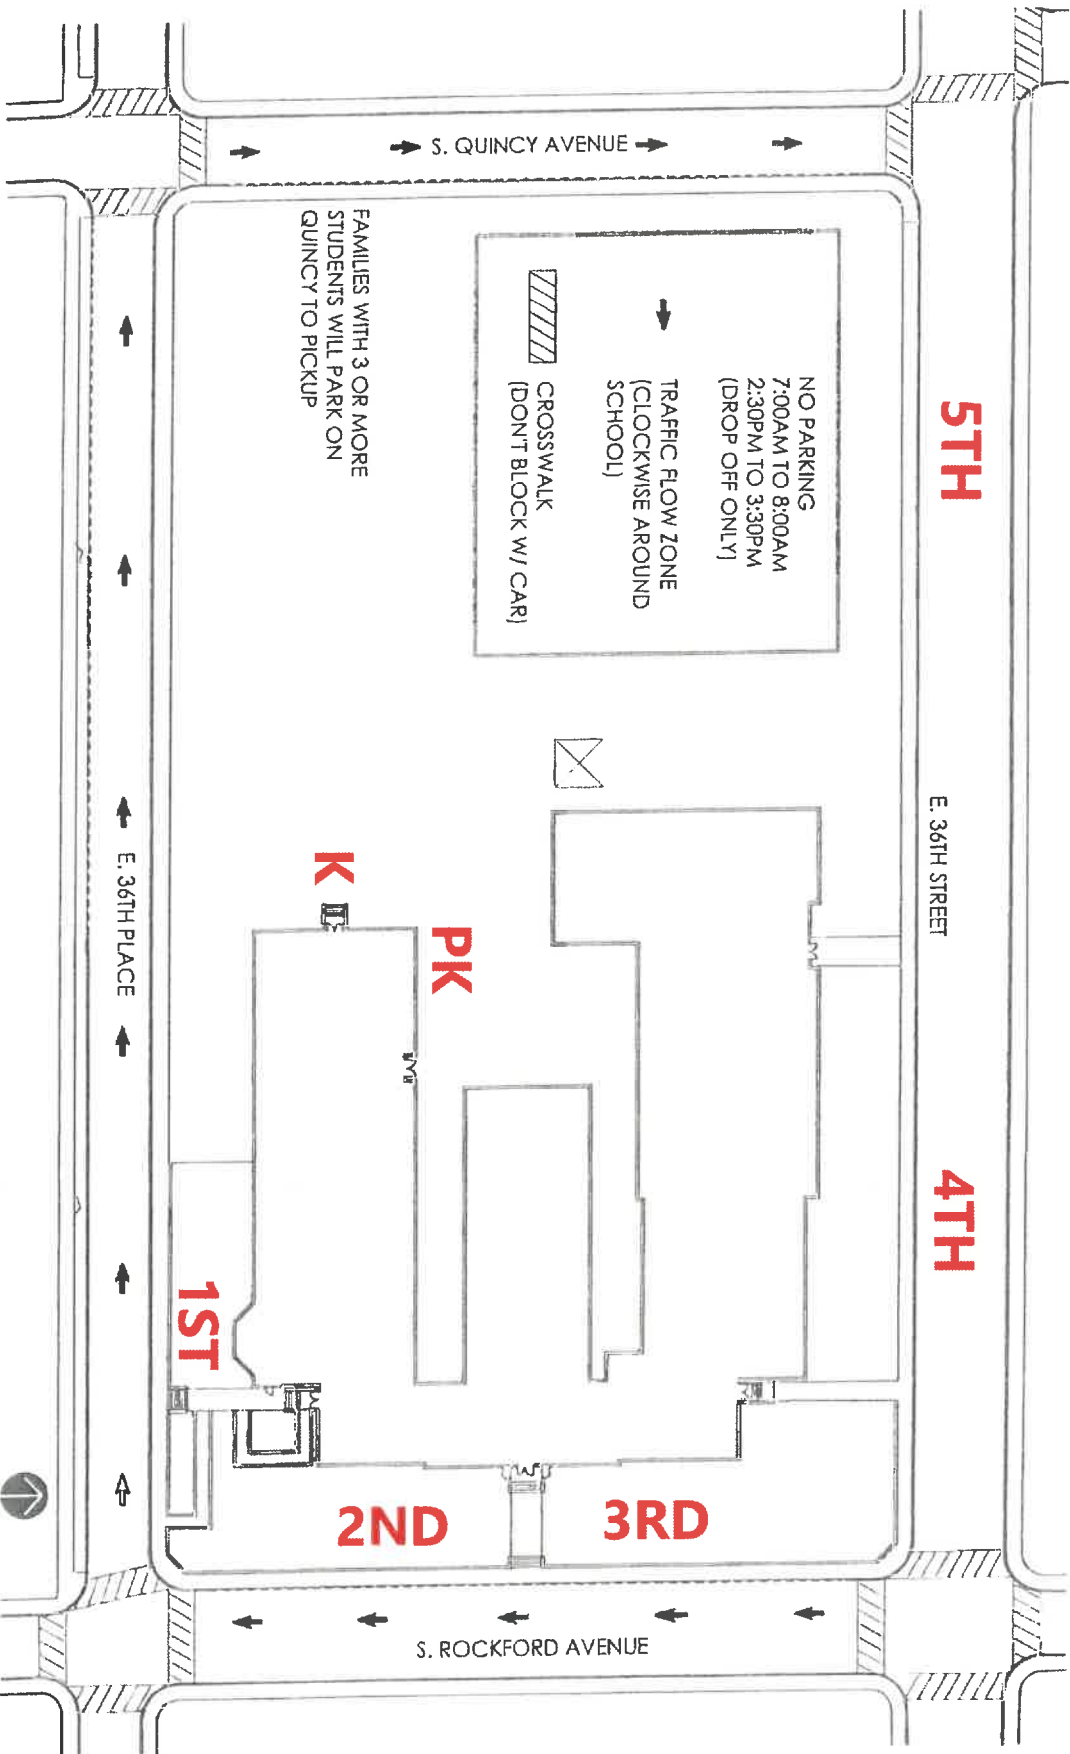 S. QUINCY AVENUE
5TH
E. 36TH STREET
4TH
NO PARKING
7:00AM TO 8:00AM
2:30PM TO 3:30PM
(DROP OFF ONLY)
TRAFFIC FLOW ZONE
(CLOCKWISE AROUND
SCHOOL)
CROSSWALK
(DON'T BLOCK W/ CAR)
FAMILIES WITH 3 OR MORE
STUDENTS WILL PARK ON
QUINCY TO PICKUP
PK
K
E. 36TH PLACE
1ST
2ND
3RD
S. ROCKFORD AVENUE